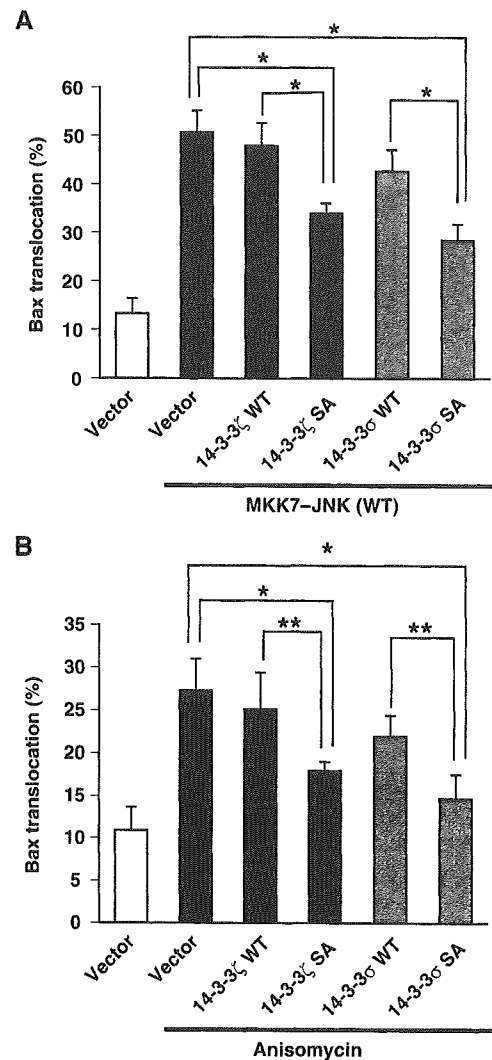 A
*
*
*
*
Bax translocation (%)
60
50
40
30
20
10
0
Vector
Vector
14-3-3ζ WT
14-3-3ζ SA
14-3-3σ WT
14-3-3σ SA
MKK7–JNK (WT)
B
*
*
**
**
Bax translocation (%)
35
30
25
20
15
10
5
0
Vector
Vector
14-3-3ζ WT
14-3-3ζ SA
14-3-3σ WT
14-3-3σ SA
Anisomycin